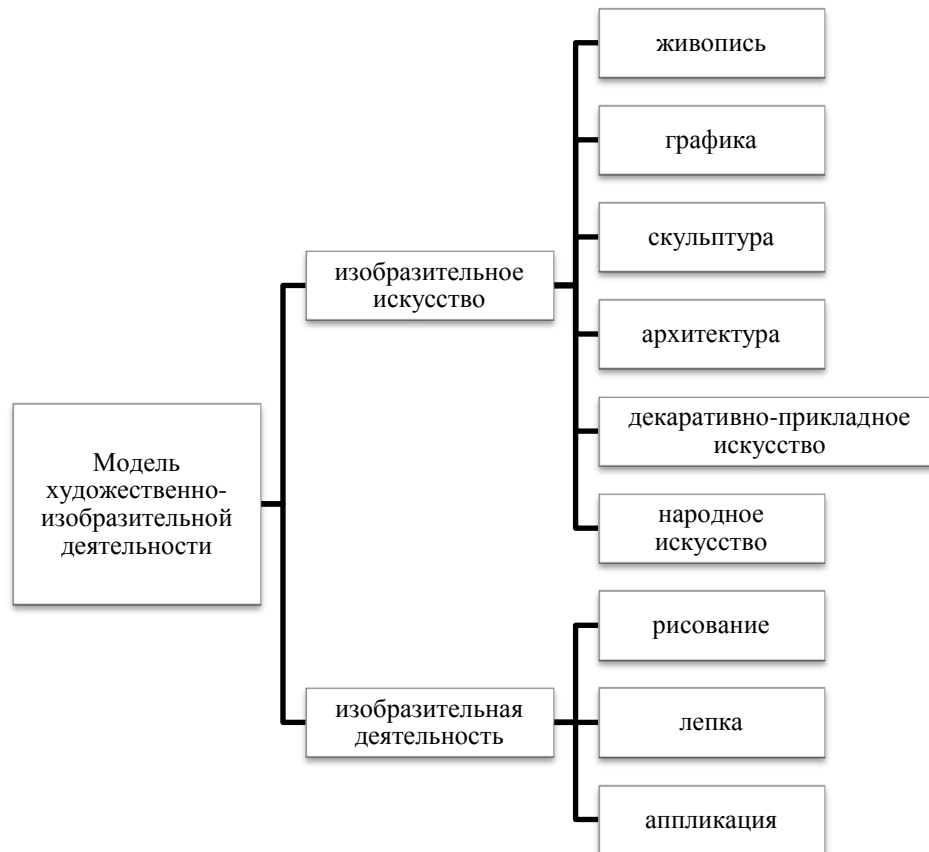 Модель
художественно-
изобразительной
деятельности
изобразительное
искусство
живопись
графика
скульптура
архитектура
декаративно-прикладное
искусство
народное
искусство
изобразительная
деятельность
рисование
лепка
аппликация